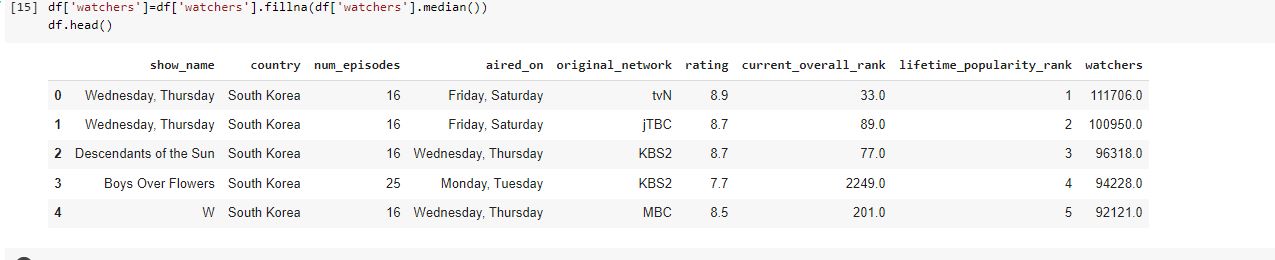 [15] df['watchers']=df['watchers'].fillna(df['watchers'].median())
df.head()
show_name country num_episodes aired_on original_network rating current_overall_rank lifetime_popularity_rank watchers
0 Wednesday, Thursday South Korea 16 Friday, Saturday tvN 8.9 33.0 1 111706.0
1 Wednesday, Thursday South Korea 16 Friday, Saturday jTBC 8.7 89.0 2 100950.0
2 Descendants of the Sun South Korea 16 Wednesday, Thursday KBS2 8.7 77.0 3 96318.0
3 Boys Over Flowers South Korea 25 Monday, Tuesday KBS2 7.7 2249.0 4 94228.0
4 W South Korea 16 Wednesday, Thursday MBC 8.5 201.0 5 92121.0